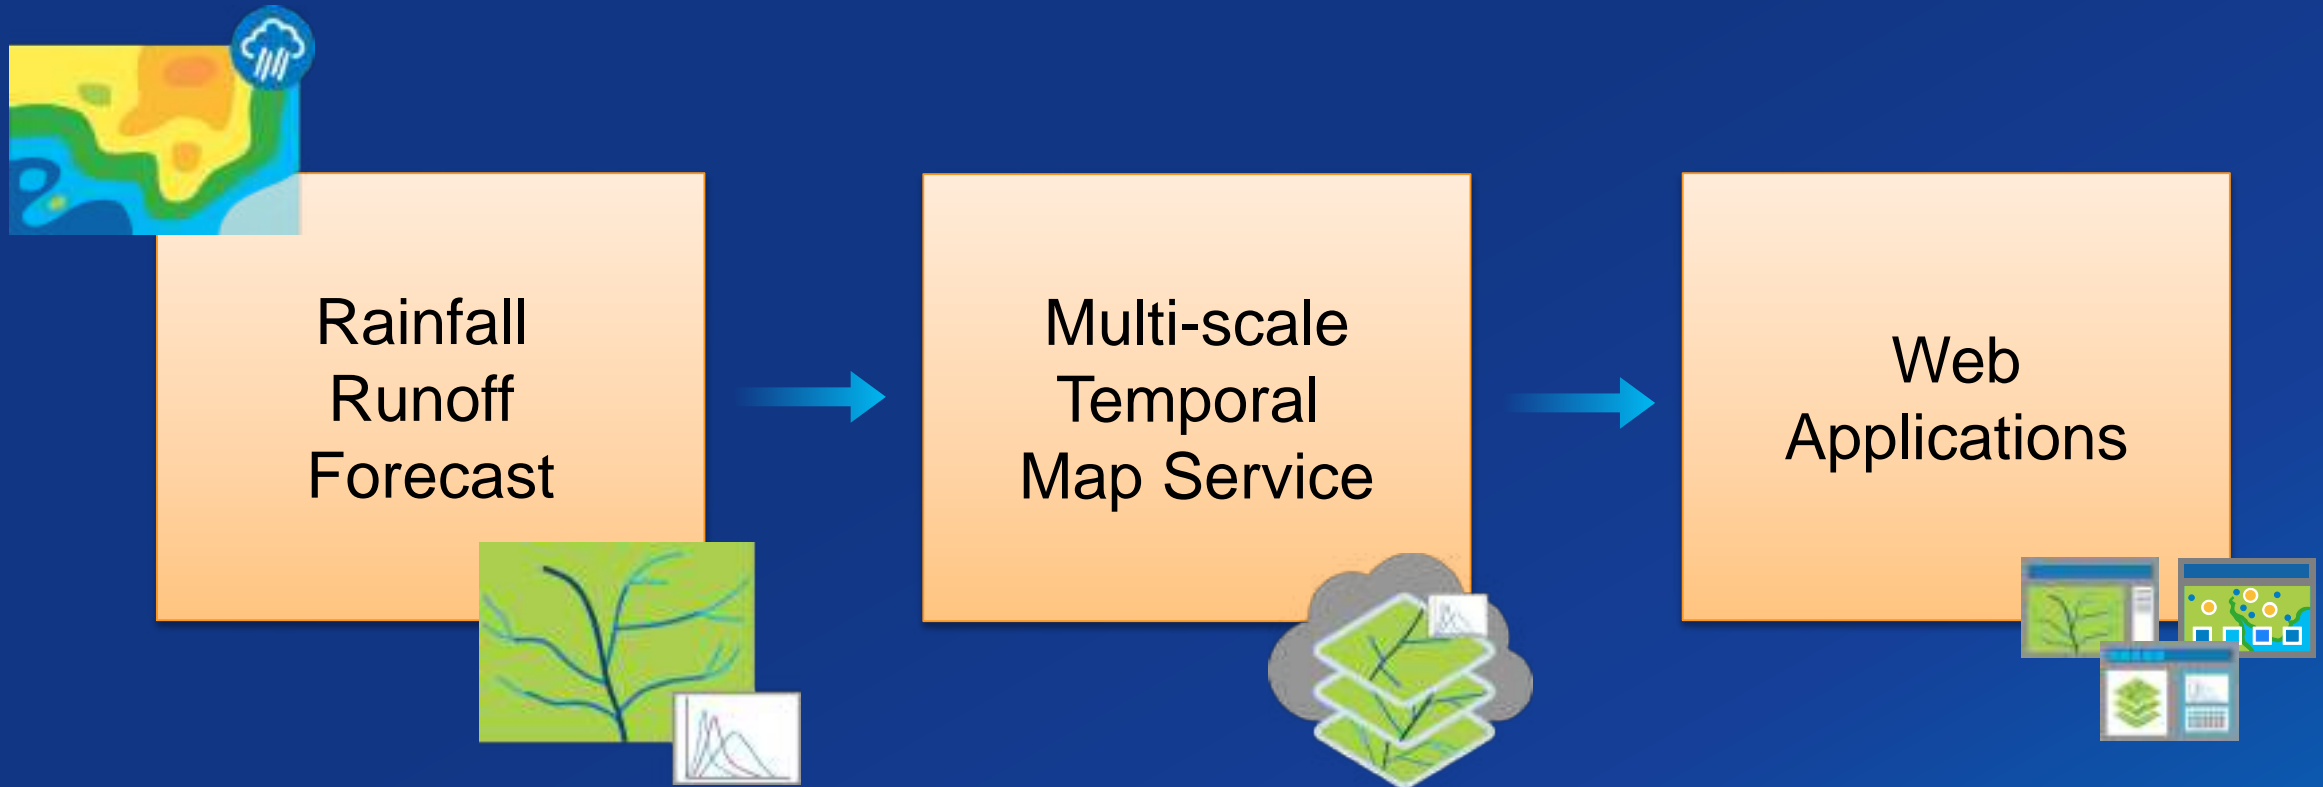 Rainfall
Runoff
Forecast
Multi-scale
Temporal
Map Service
Web
Applications